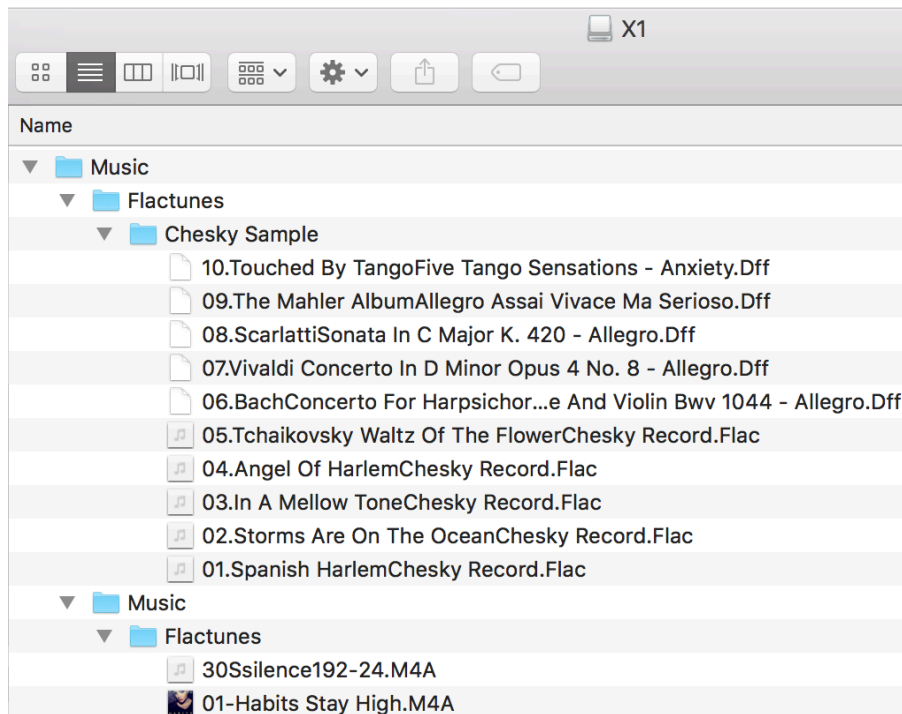 X1
Name
Music
Flactunes
Chesky Sample
10.Touched By TangoFive Tango Sensations - Anxiety.Dff
09.The Mahler AlbumAllegro Assai Vivace Ma Serioso.Dff
08.ScarlattiSonata In C Major K. 420 - Allegro.Dff
07.Vivaldi Concerto In D Minor Opus 4 No. 8 - Allegro.Dff
06.BachConcerto For Harpsichor...e And Violin Bwv 1044 - Allegro.Dff
05.Tchaikovsky Waltz Of The FlowerChesky Record.Flac
04.Angel Of HarlemChesky Record.Flac
03.In A Mellow ToneChesky Record.Flac
02.Storms Are On The OceanChesky Record.Flac
01.Spanish HarlemChesky Record.Flac
Music
Flactunes
30Ssilence192-24.M4A
01-Habits Stay High.M4A